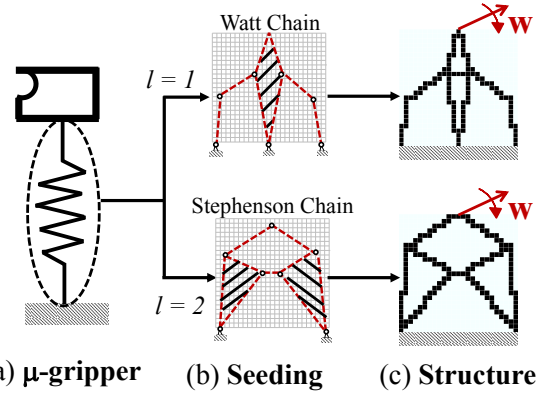 Watt Chain
l = 1
W
Stephenson Chain
W
l = 2
a) μ-gripper (b) Seeding (c) Structure